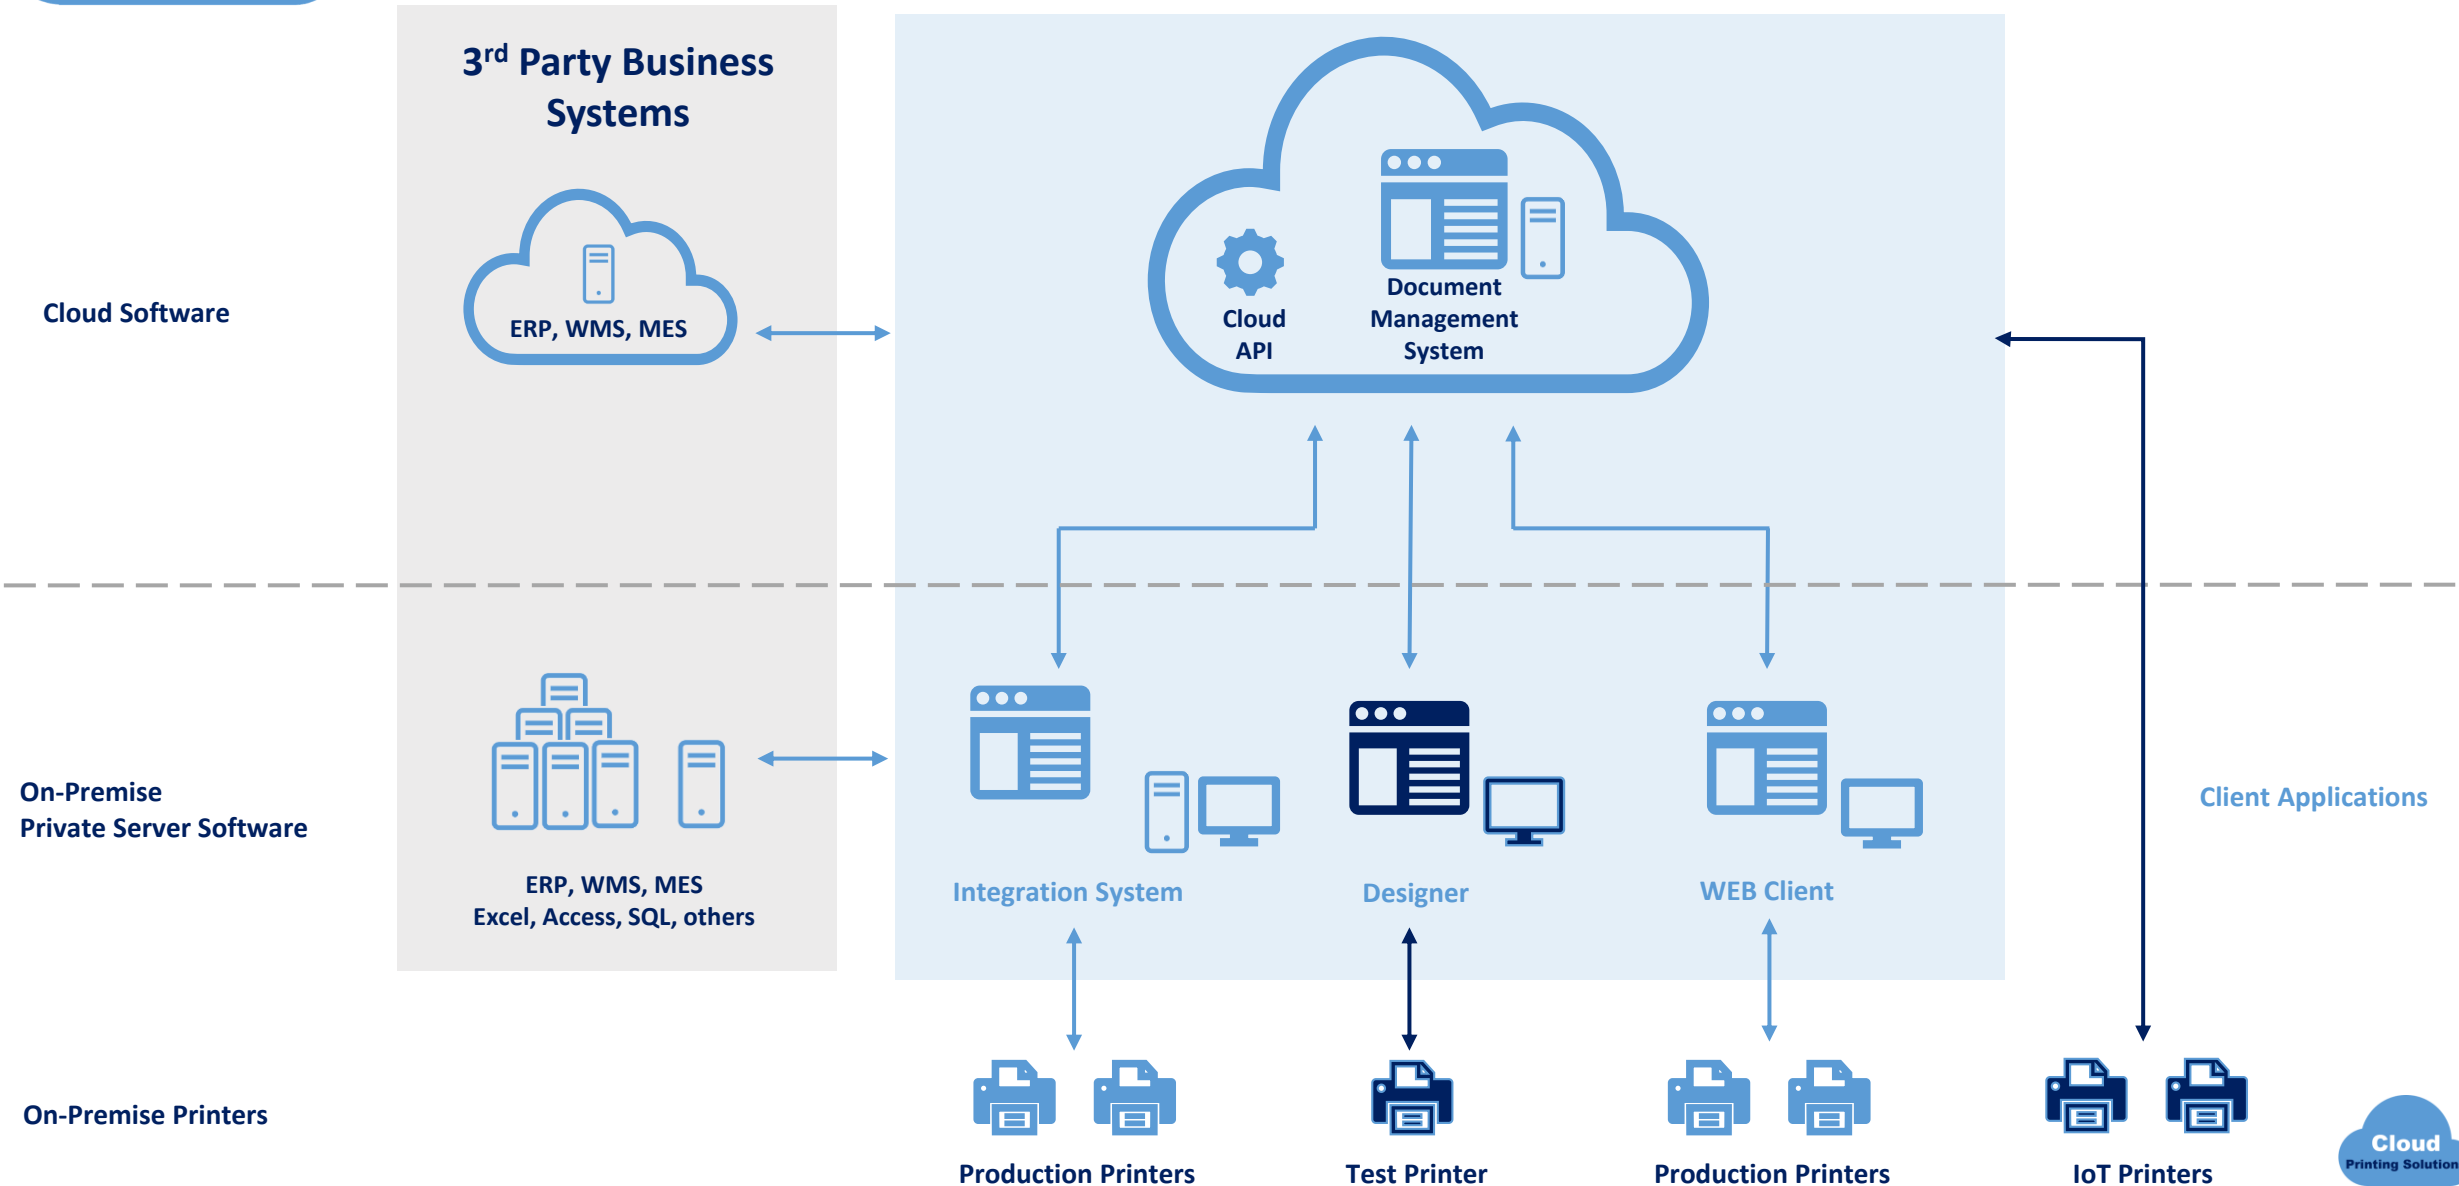 3rd Party Business
Systems
Cloud Software
ERP, WMS, MES
Cloud
API
Document
Management
System
On-Premise
Private Server Software
ERP, WMS, MES
Excel, Access, SQL, others
Integration System
Designer
WEB Client
Client Applications
On-Premise Printers
Production Printers
Test Printer
Production Printers
IoT Printers
Cloud
Printing Solution